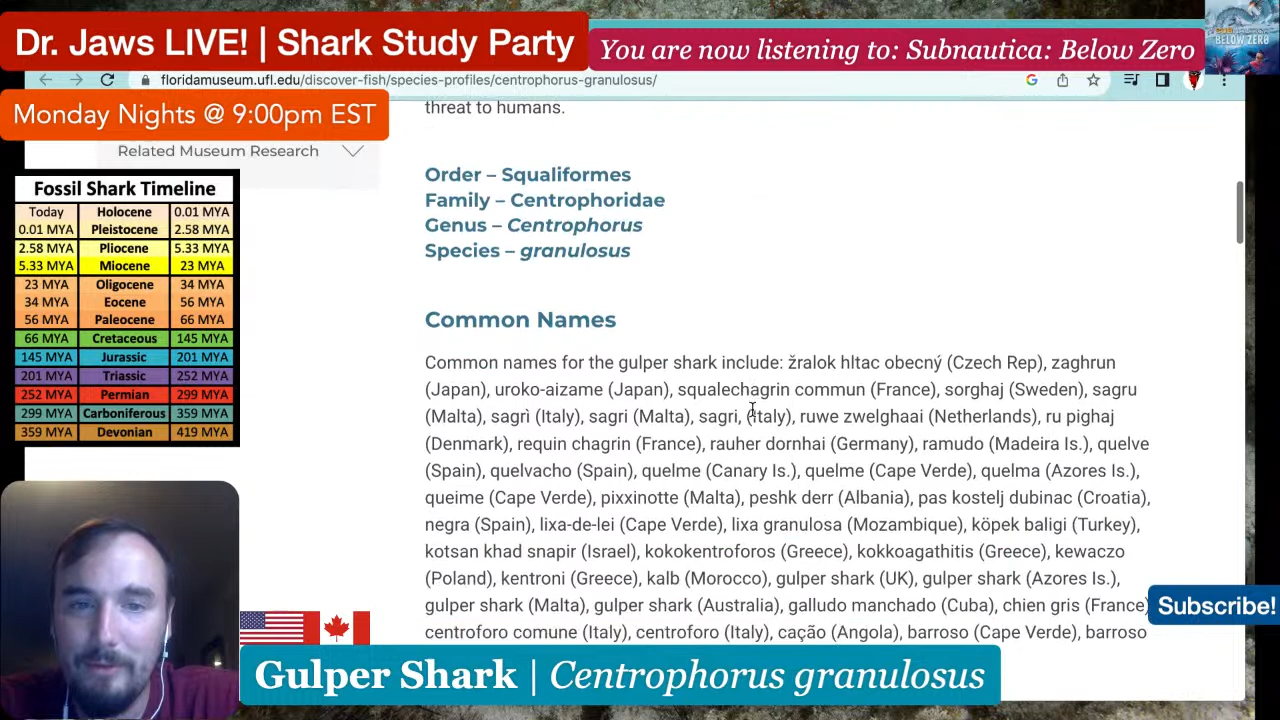 Dr. Jaws LIVE! | Shark Study Party
You are now listening to: Subnautica: Below Zero
BELOW ZERO
floridamuseum.ufl.edu/discover-fish/species-profiles/centrophorus-granulosus/
Monday Nights @ 9:00pm EST
threat to humans.
Related Museum Research
Order – Squaliformes
Family – Centrophoridae
Genus – Centrophorus
Species – granulosus
Fossil Shark Timeline
Today Holocene 0.01 MYA
0.01 MYA Pleistocene 2.58 MYA
2.58 MYA Pliocene 5.33 MYA
5.33 MYA Miocene 23 MYA
23 MYA Oligocene 34 MYA
34 MYA Eocene 56 MYA
56 MYA Paleocene 66 MYA
66 MYA Cretaceous 145 MYA
145 MYA Jurassic 201 MYA
201 MYA Triassic 252 MYA
252 MYA Permian 299 MYA
299 MYA Carboniferous 359 MYA
359 MYA Devonian 419 MYA
Common Names
Common names for the gulper shark include: žralok hltac obecný (Czech Rep), zaghrun
(Japan), uroko-aizame (Japan), squalechagrin commun (France), sorghaj (Sweden), sagru
(Malta), sagrì (Italy), sagri (Malta), sagri, (Italy), ruwe zwelghaai (Netherlands), ru pighaj
(Denmark), requin chagrin (France), rauher dornhai (Germany), ramudo (Madeira Is.), quelve
(Spain), quelvacho (Spain), quelme (Canary Is.), quelme (Cape Verde), quelma (Azores Is.),
queime (Cape Verde), pixxinotte (Malta), peshk derr (Albania), pas kostelj dubinac (Croatia),
negra (Spain), lixa-de-lei (Cape Verde), lixa granulosa (Mozambique), köpek baligi (Turkey),
kotsan khad snapir (Israel), kokokentroforos (Greece), kokkoagathitis (Greece), kewaczo
(Poland), kentroni (Greece), kalb (Morocco), gulper shark (UK), gulper shark (Azores Is.),
gulper shark (Malta), gulper shark (Australia), galludo manchado (Cuba), chien gris (France)
centroforo comune (Italy), centroforo (Italy), cação (Angola), barroso (Cape Verde), barroso
Subscribe!
Gulper Shark | Centrophorus granulosus